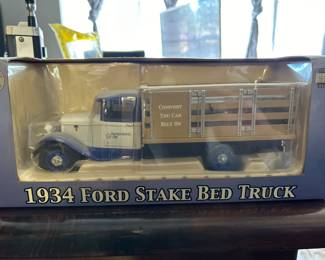 COMFORT
YOU CAN
RELY ON
1934 FORD STAKE BED TRUCK